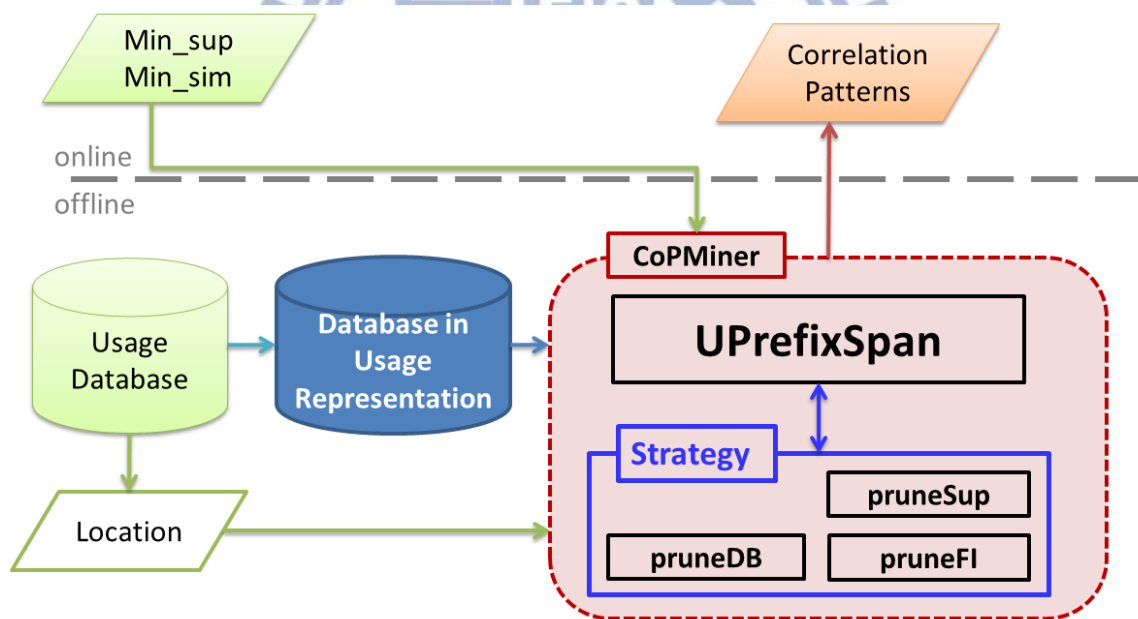 Min_sup
Min_sim
Correlation
Patterns
online
offline
CoPMiner
Usage
Database
Database in
Usage
Representation
UPrefixSpan
Strategy
pruneSup
Location
pruneDB
pruneFI